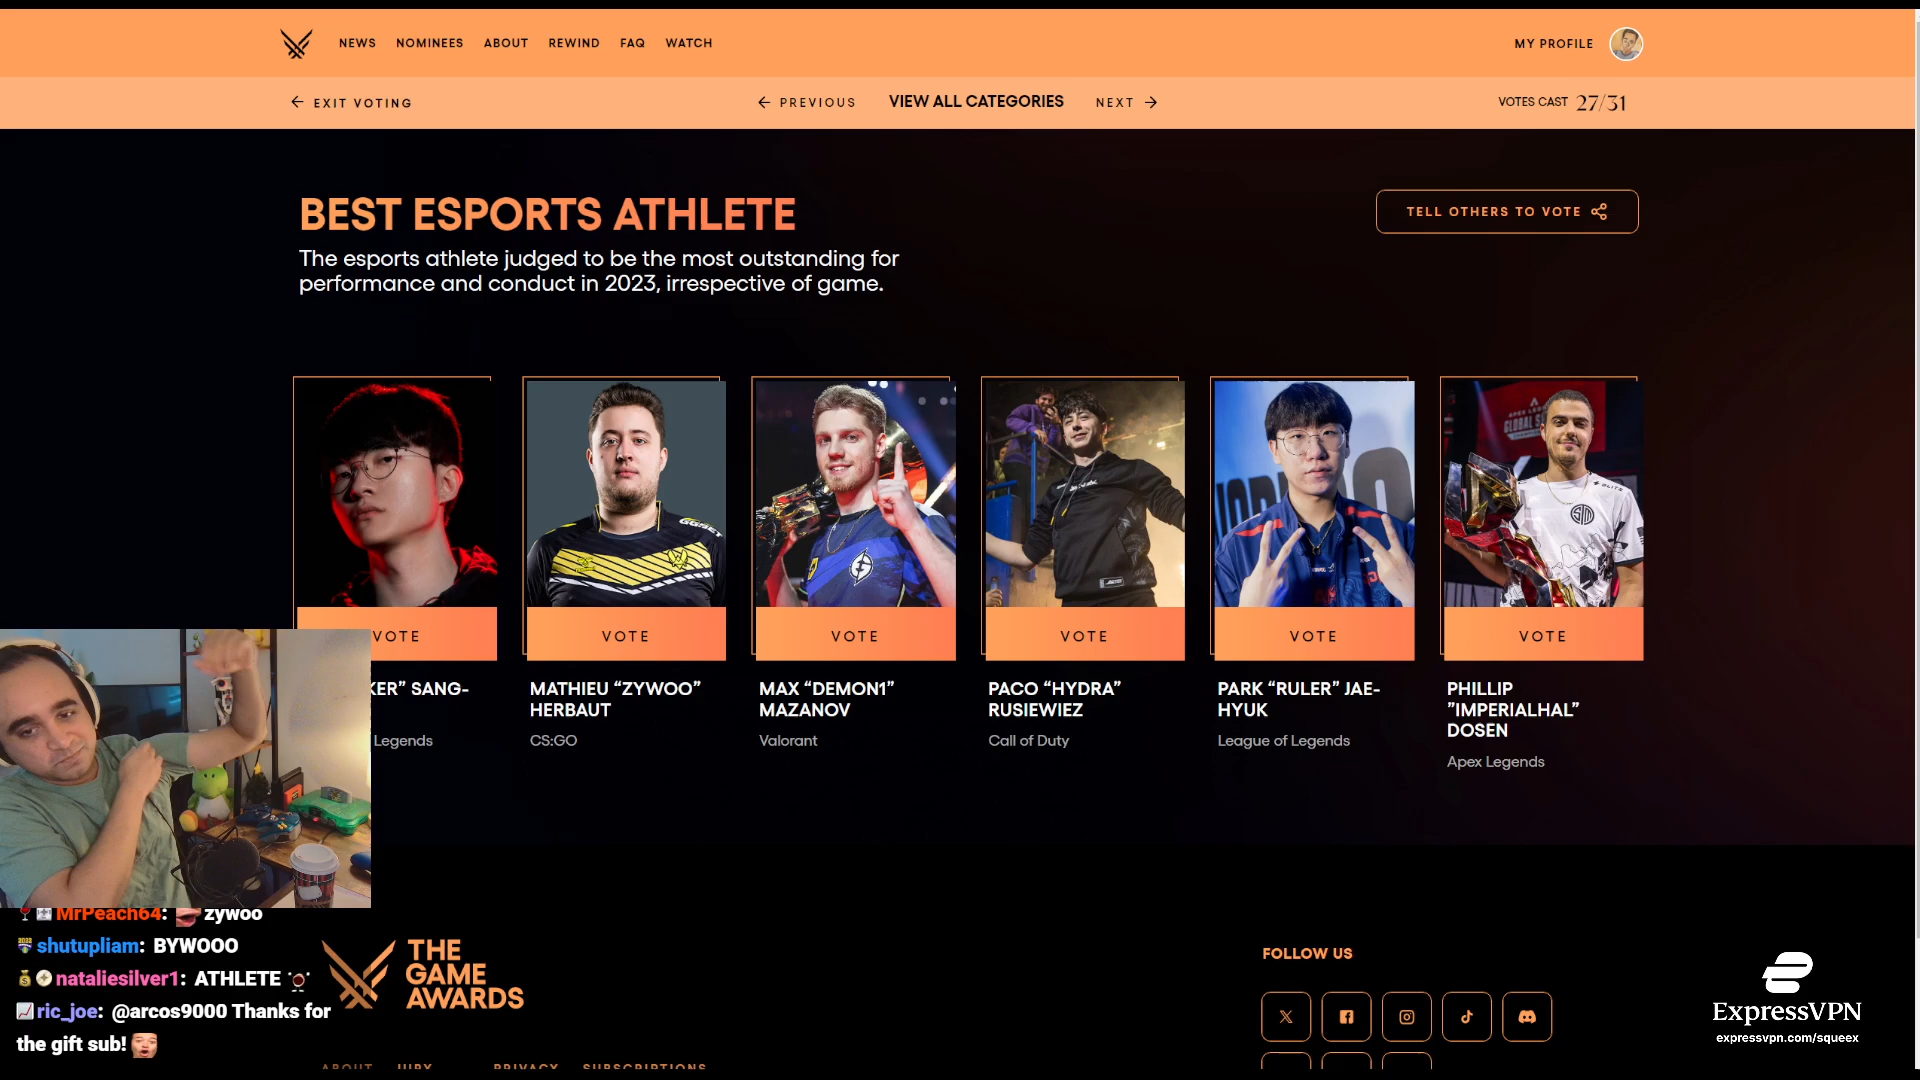 NEWS NOMINEES ABOUT REWIND FAQ WATCH MY PROFILE
EXIT VOTING PREVIOUS VIEW ALL CATEGORIES NEXT VOTES CAST 27/31
BEST ESPORTS ATHLETE
TELL OTHERS TO VOTE
The esports athlete judged to be the most outstanding for
performance and conduct in 2023, irrespective of game.
VOTE VOTE VOTE VOTE VOTE VOTE
KER” SANG-
Legends
MATHIEU “ZYWOO”
HERBAUT
CS:GO
MAX “DEMON1”
MAZANOV
Valorant
PACO “HYDRA”
RUSIEWIEZ
Call of Duty
PARK “RULER” JAE-
HYUK
League of Legends
PHILLIP
"IMPERIALHAL”
DOSEN
Apex Legends
MrPeach64: zywoo
shutupliam: BYWOOO
nataliesilver1: ATHLETE
ric_joe: @arcos9000 Thanks for
the gift sub!
THE
GAME
AWARDS
FOLLOW US
ExpressVPN
expressvpn.com/squeex
ABOUT JURY PRIVACY SUBSCRIPTIONS